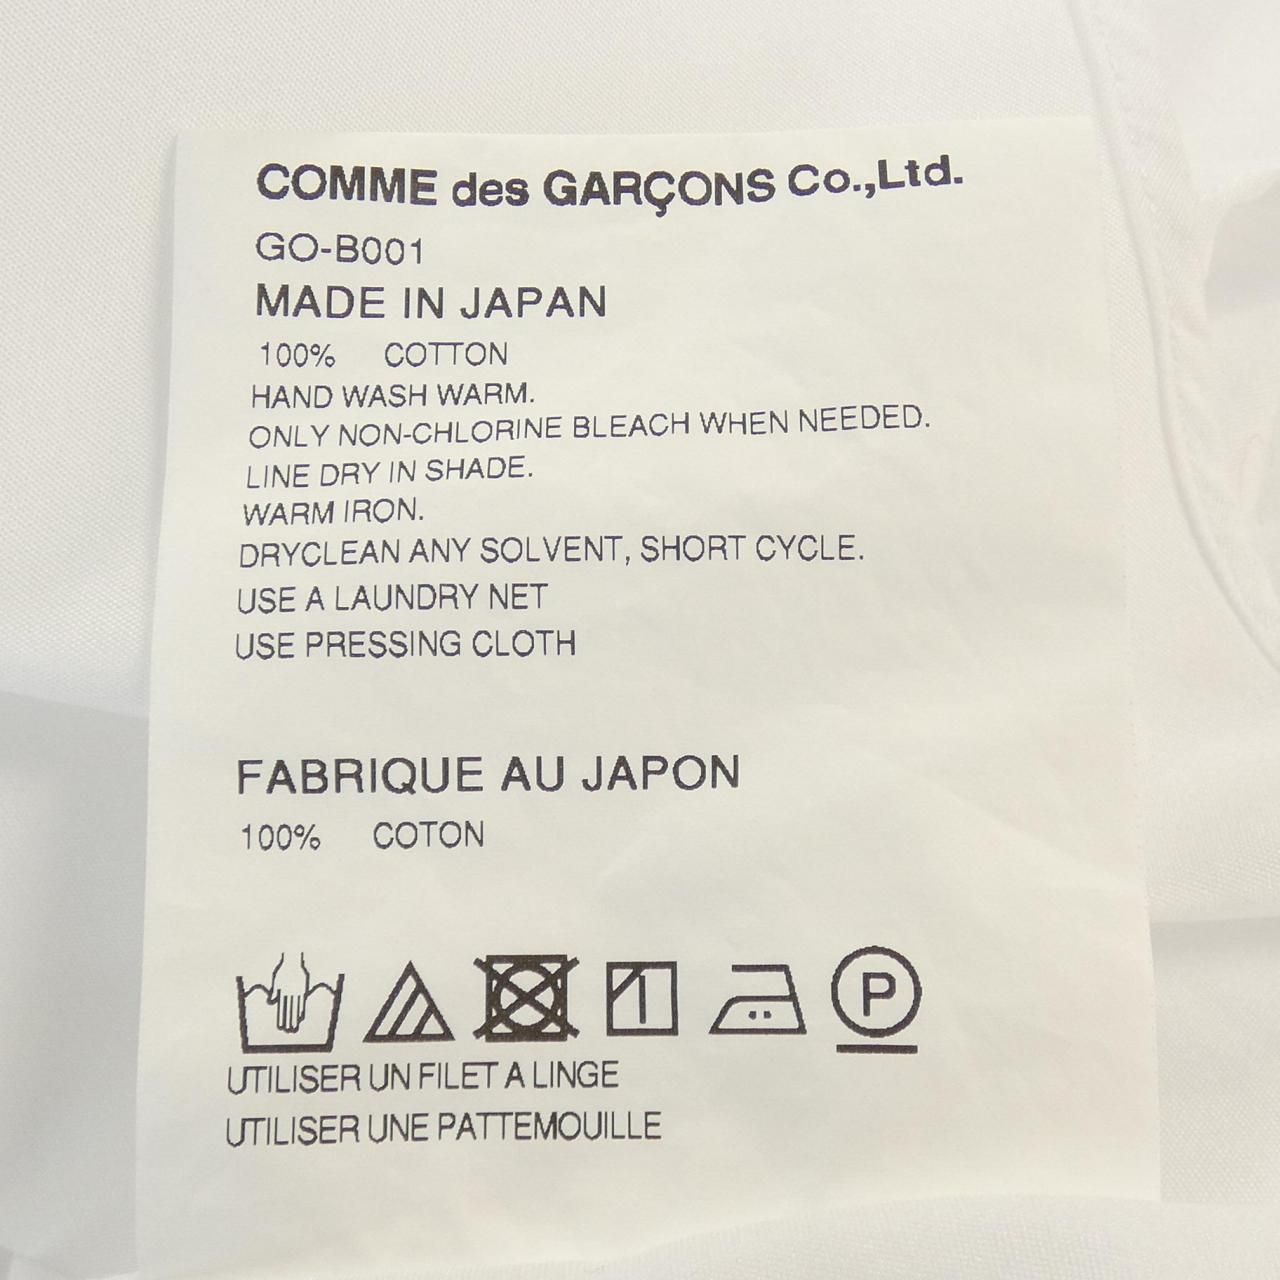 COMME des GARÇONS Co.,Ltd.
GO-B001
MADE IN JAPAN
100% COTTON
HAND WASH WARM.
ONLY NON-CHLORINE BLEACH WHEN NEEDED.
LINE DRY IN SHADE.
WARM IRON.
DRYCLEAN ANY SOLVENT, SHORT CYCLE.
USE A LAUNDRY NET
USE PRESSING CLOTH
FABRIQUE AU JAPON
100% COTON
P
UTILISER UN FILET A LINGE
UTILISER UNE PATTEMOUILLE